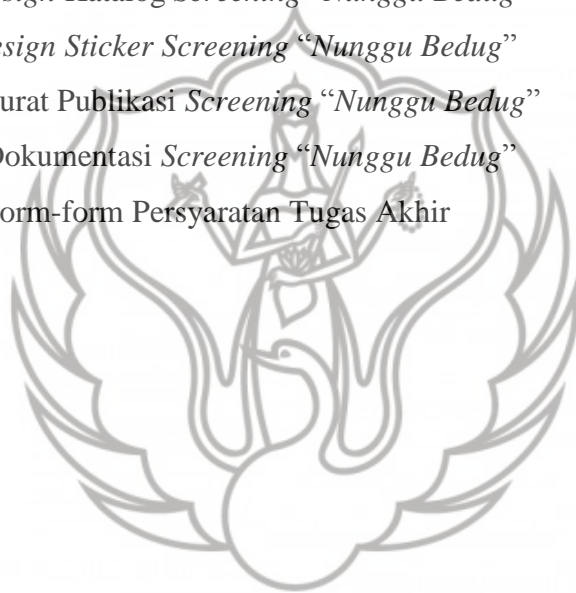 sign Katalog Screening “Nunggu Bedug”
esign Sticker Screening “Nunggu Bedug”
urat Publikasi Screening “Nunggu Bedug”
Dokumentasi Screening “Nunggu Bedug”
orm-form Persyaratan Tugas Akhir